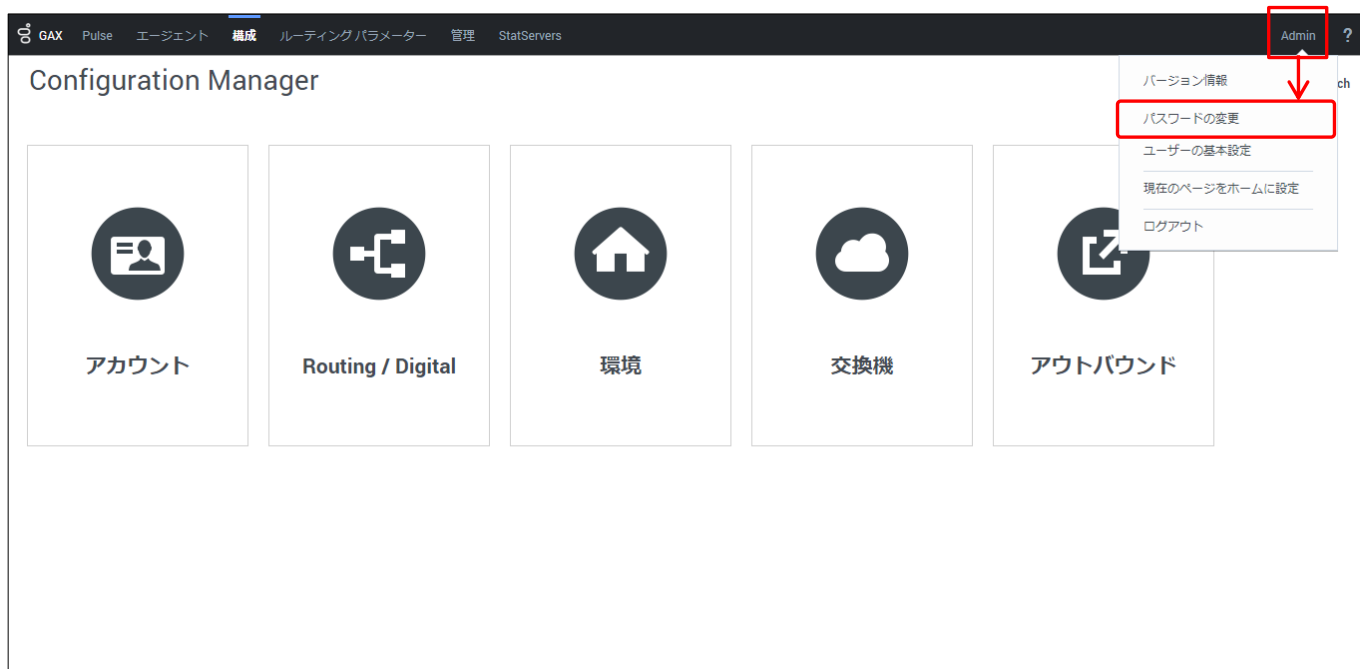 GAX Pulse エージェント 構成 ルーティング パラメーター 管理 StatServers Admin ?
Configuration Manager
バージョン情報
ch
パスワードの変更
ユーザーの基本設定
現在のページをホームに設定
ログアウト
アカウント
Routing / Digital
環境
交換機
アウトバウンド